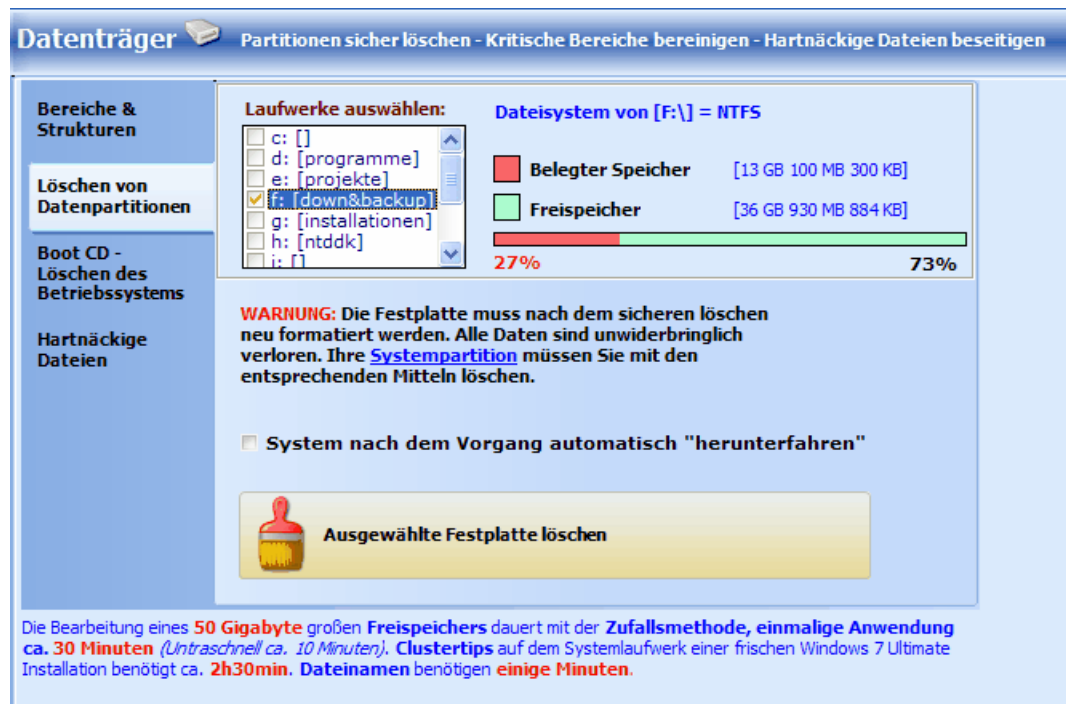 Datenträger Partitionen sicher löschen - Kritische Bereiche bereinigen - Hartnäckige Dateien beseitigen
Bereiche &
Strukturen
Löschen von
Datenpartitionen
Boot CD -
Löschen des
Betriebssystems
Hartnäckige
Dateien
Laufwerke auswählen:
c: []
d: [programme]
e: [projekte]
f: [down&backup]
g: [installationen]
h: [ntddk]
i: []
Dateisystem von [F:\] = NTFS
Belegter Speicher [13 GB 100 MB 300 KB]
Freispeicher [36 GB 930 MB 884 KB]
27% 73%
WARNUNG: Die Festplatte muss nach dem sicheren löschen
neu formatiert werden. Alle Daten sind unwiderbringlich
verloren. Ihre Systempartition müssen Sie mit den
entsprechenden Mitteln löschen.
System nach dem Vorgang automatisch "herunterfahren"
Ausgewählte Festplatte löschen
Die Bearbeitung eines 50 Gigabyte großen Freispeichers dauert mit der Zufallsmethode, einmalige Anwendung
ca. 30 Minuten (Untraschnell ca. 10 Minuten). Clustertips auf dem Systemlaufwerk einer frischen Windows 7 Ultimate
Installation benötigt ca. 2h30min. Dateinamen benötigen einige Minuten.